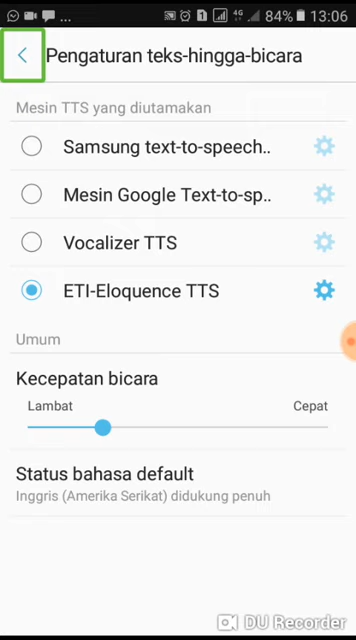 ... 4G 84% 13:06
Pengaturan teks-hingga-bicara
Mesin TTS yang diutamakan
Samsung text-to-speech..
Mesin Google Text-to-sp..
Vocalizer TTS
ETI-Eloquence TTS
Umum
Kecepatan bicara
Lambat Cepat
Status bahasa default
Inggris (Amerika Serikat) didukung penuh
DU Recorder